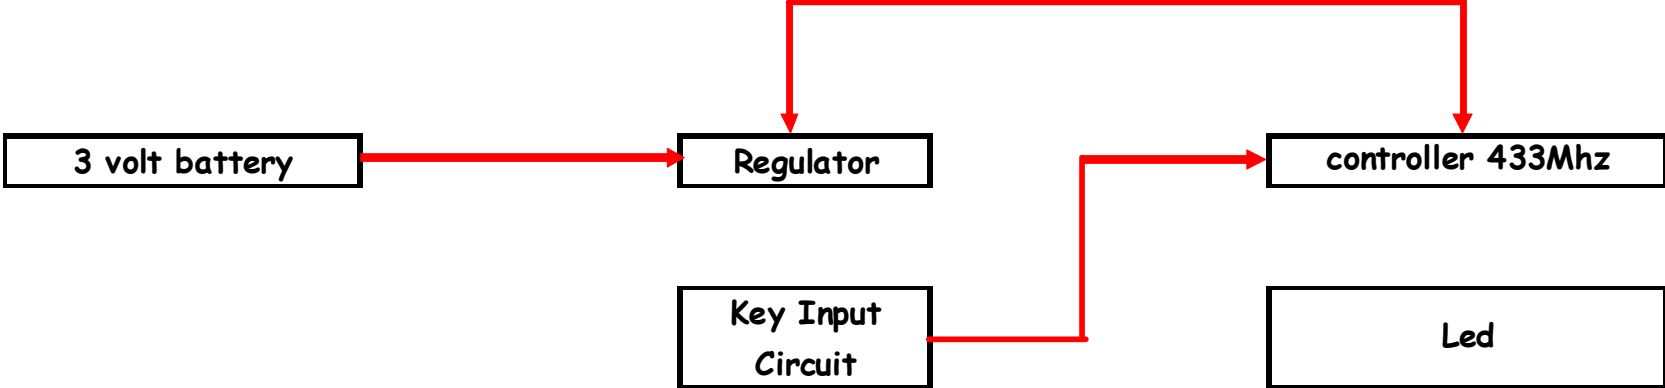 3 volt battery
Regulator
controller 433Mhz
Key Input
Circuit
Led